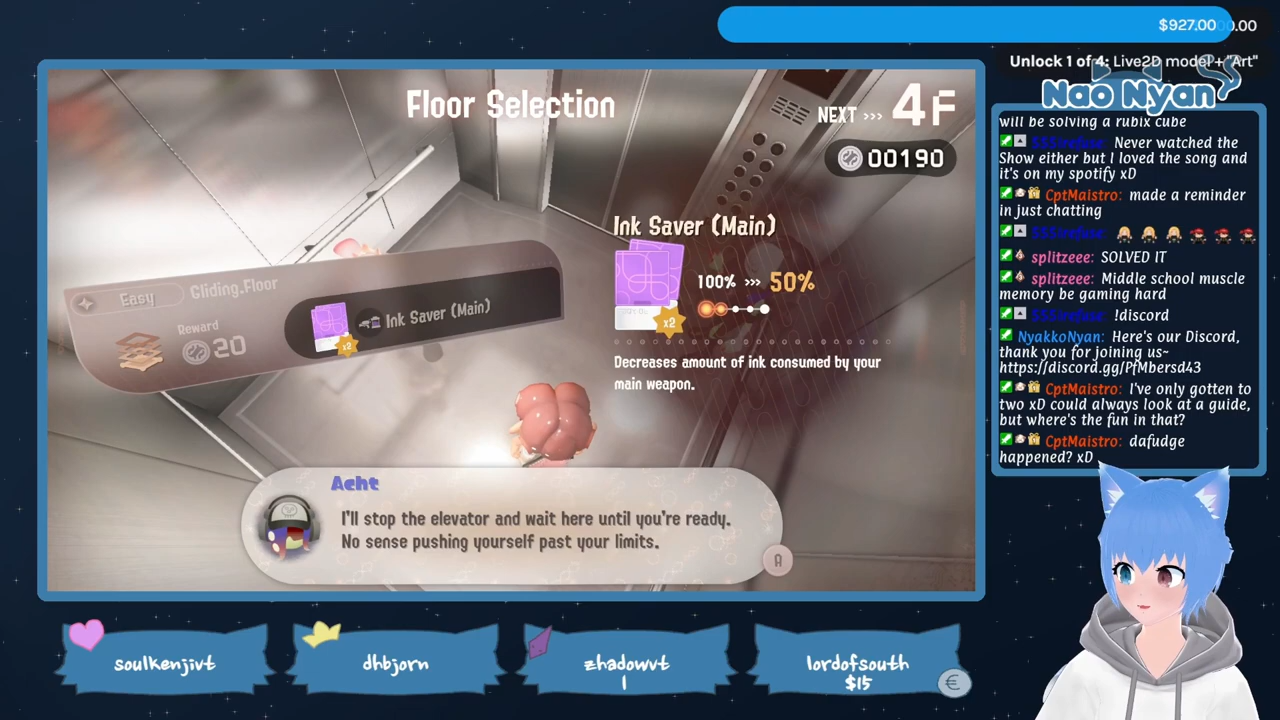 $927.00
.00
Unlock 1 of 4: Live2D model + "Art"
Nao Nyan
Floor Selection
NEXT >>> 4F
00190
Ink Saver (Main)
100% >>> 50%
x2
Decreases amount of ink consumed by your
main weapon.
Easy
Gliding.Floor
Reward
20
Ink Saver (Main)
x2
Acht
I'll stop the elevator and wait here until you're ready.
No sense pushing yourself past your limits.
A
will be solving a rubix cube
Never watched the
Show either but I loved the song and
it's on my spotify xD
CptMaistro: made a reminder
in just chatting
splitzeee: SOLVED IT
splitzeee: Middle school muscle
memory be gaming hard
!discord
NyakkoNyan: Here's our Discord,
thank you for joining us~
https://discord.gg/PfMbersd43
CptMaistro: I've only gotten to
two xD could always look at a guide,
but where's the fun in that?
CptMaistro: dafudge
happened? xD
soulkenjivt
dhbjorn
zhadowvt
1
lordofsouth
$15
€